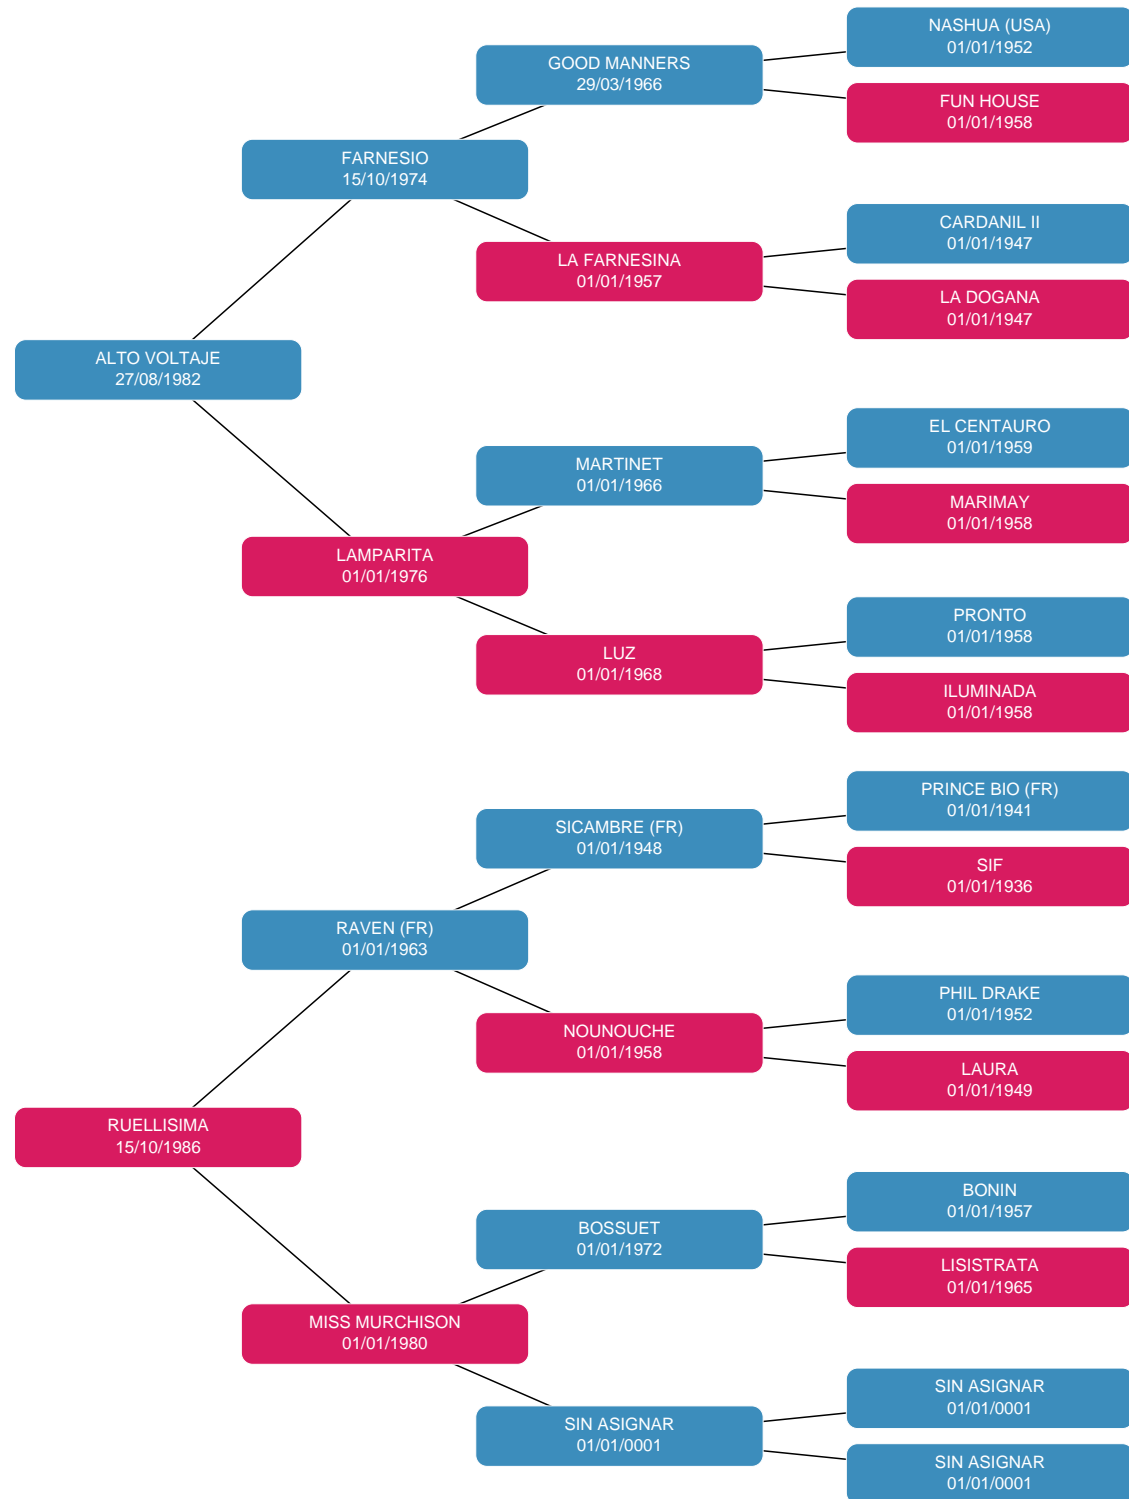 NASHUA (USA)
01/01/1952
GOOD MANNERS
29/03/1966
FUN HOUSE
01/01/1958
FARNESIO
15/10/1974
CARDANIL II
01/01/1947
LA FARNESINA
01/01/1957
LA DOGANA
01/01/1947
ALTO VOLTAJE
27/08/1982
EL CENTAURO
01/01/1959
MARTINET
01/01/1966
MARIMAY
01/01/1958
LAMPARITA
01/01/1976
PRONTO
01/01/1958
LUZ
01/01/1968
ILUMINADA
01/01/1958
PRINCE BIO (FR)
01/01/1941
SICAMBRE (FR)
01/01/1948
SIF
01/01/1936
RAVEN (FR)
01/01/1963
PHIL DRAKE
01/01/1952
NOUNOUCHE
01/01/1958
LAURA
01/01/1949
RUELLISIMA
15/10/1986
BONIN
01/01/1957
BOSSUET
01/01/1972
LISISTRATA
01/01/1965
MISS MURCHISON
01/01/1980
SIN ASIGNAR
01/01/0001
SIN ASIGNAR
01/01/0001
SIN ASIGNAR
01/01/0001